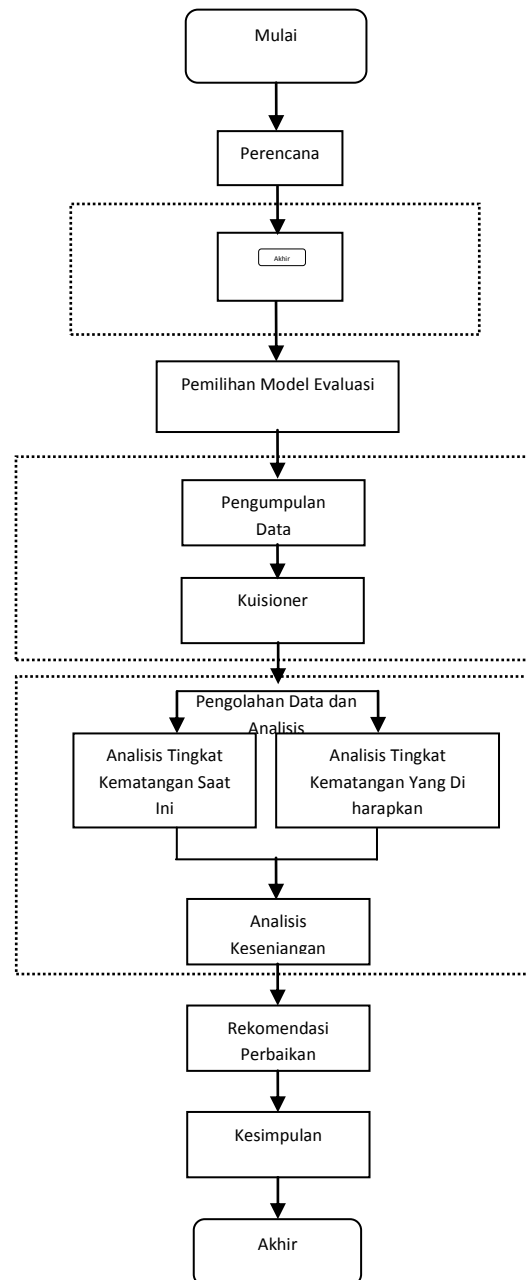 Mulai
Perencana
Akhir
Pemilihan Model Evaluasi
Pengumpulan
Data
Kuisioner
Pengolahan Data dan
Analisis
Analisis Tingkat
Kematangan Saat
Ini
Analisis Tingkat
Kematangan Yang Di
harapkan
Analisis
Kesenjangan
Rekomendasi
Perbaikan
Kesimpulan
Akhir